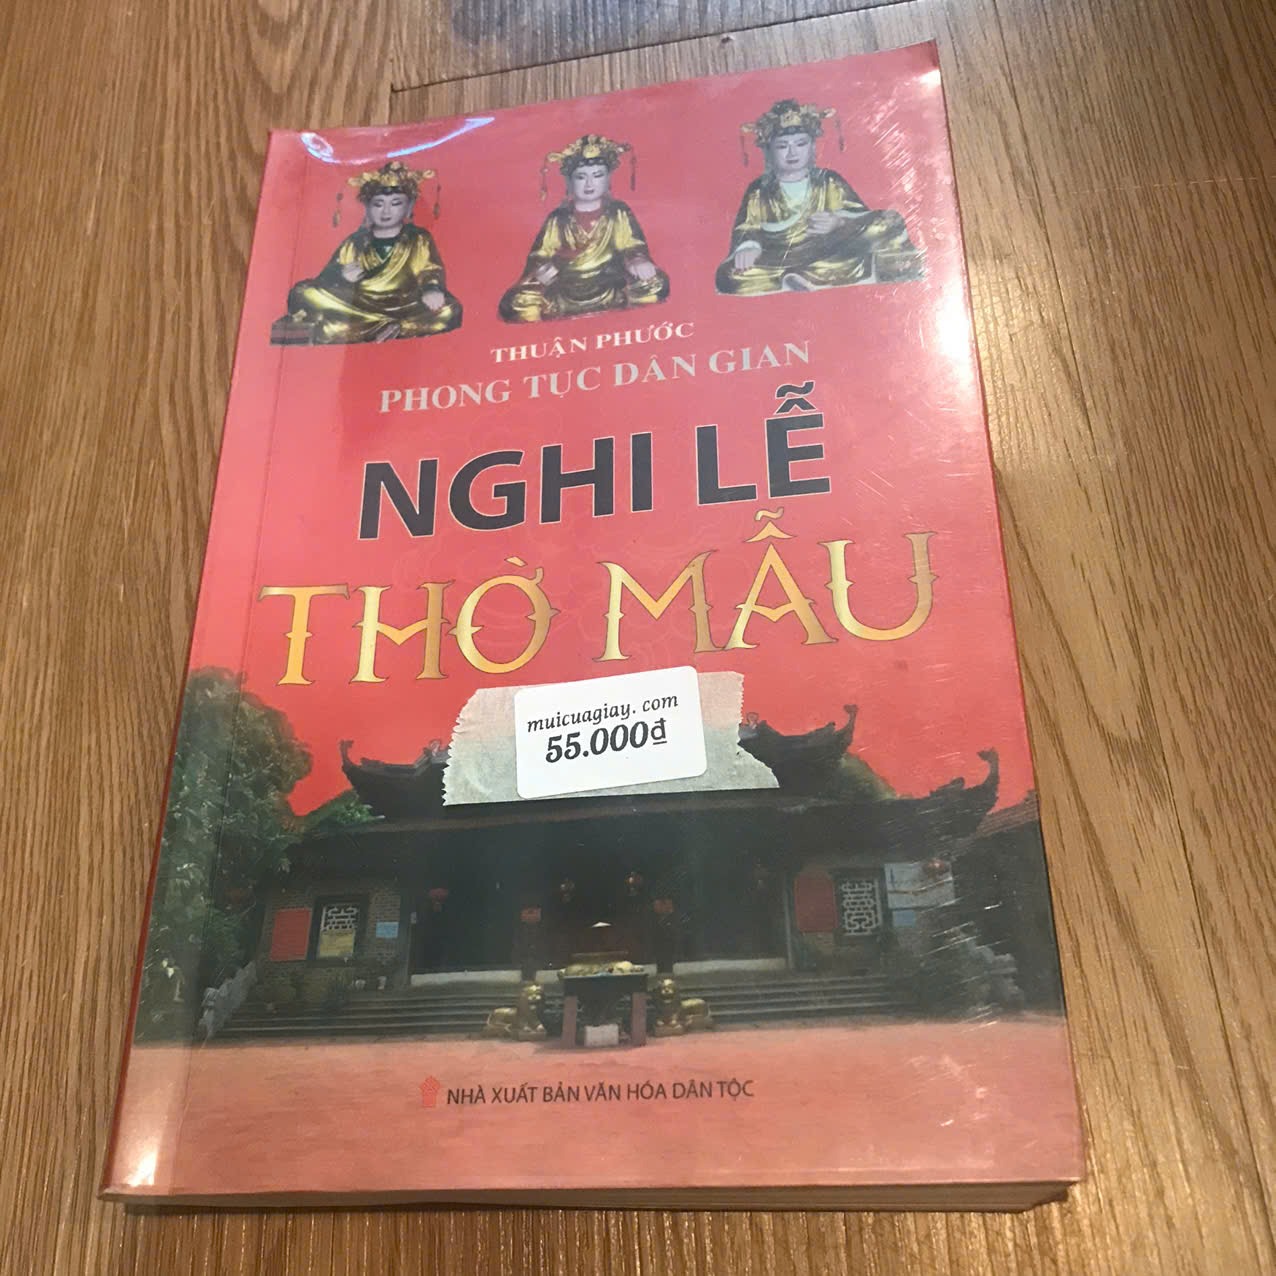 THUẬN PHƯỚC
PHONG TỤC DÂN GIAN
NGHI LỄ
THỜ MẪU
muicuagiay. com
55.000đ
NHÀ XUẤT BẢN VĂN HÓA DÂN TỘC